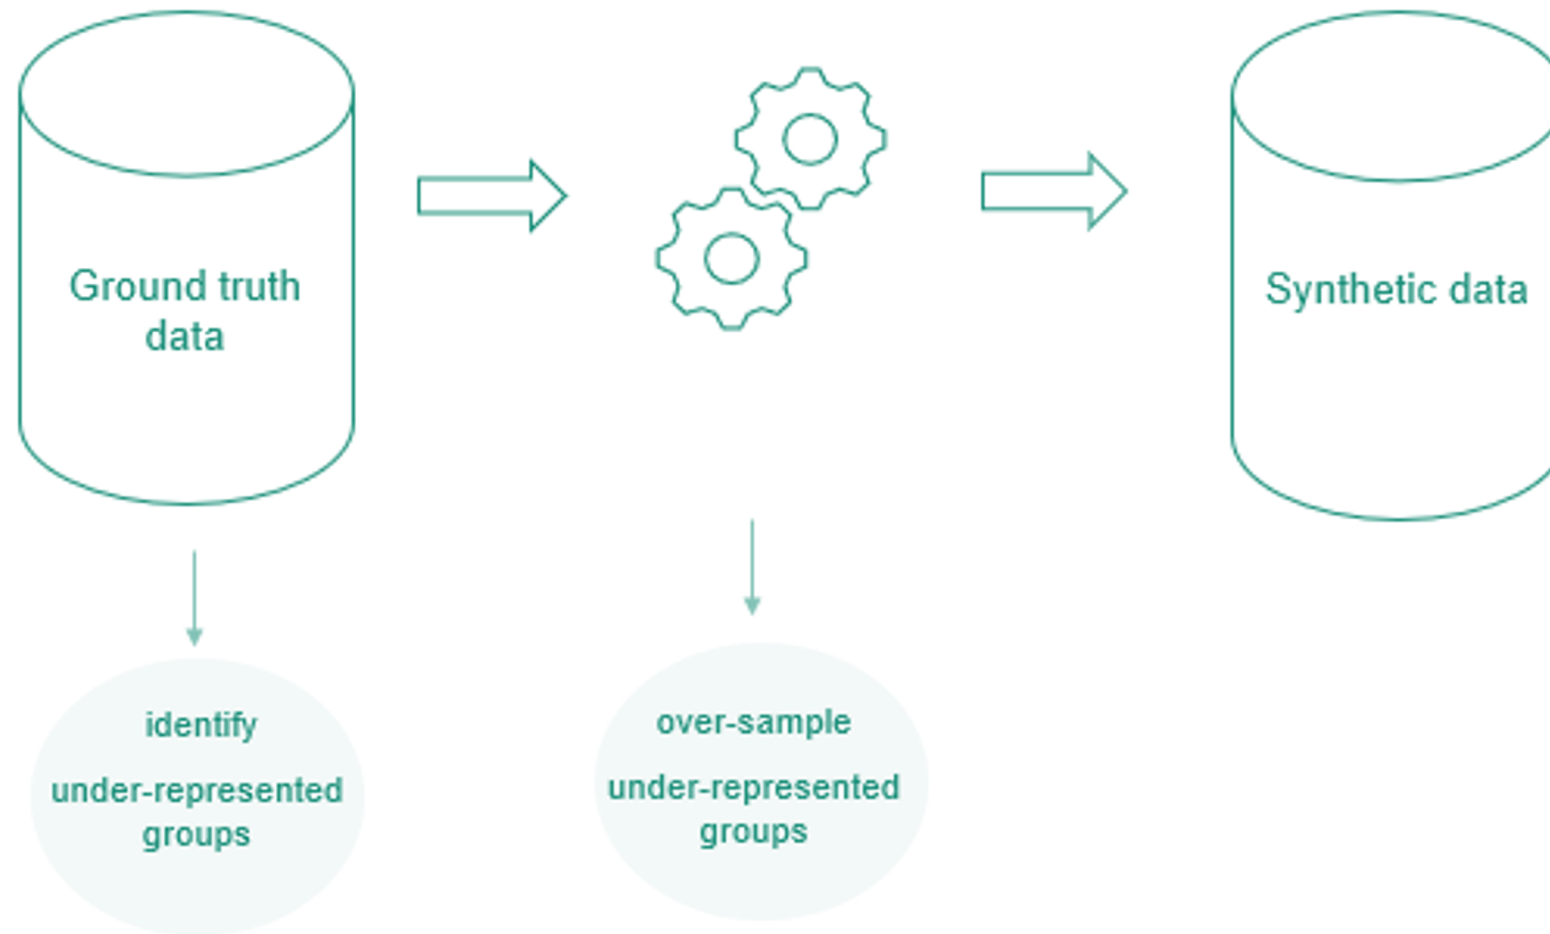 Ground truth
data
Synthetic data
identify
under-represented
groups
over-sample
under-represented
groups